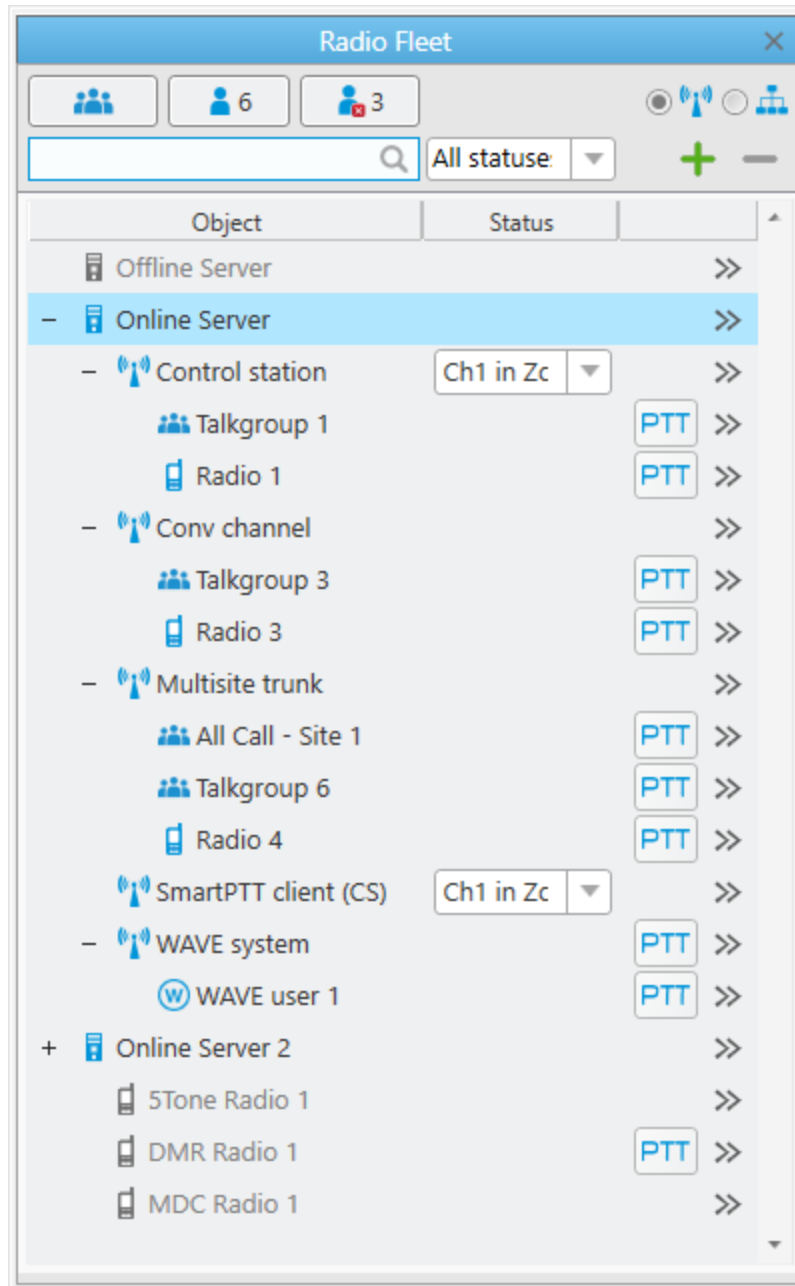 Radio Fleet
6 3
All statuse:
Object Status
Offline Server
Online Server
Control station Ch1 in Zc
Talkgroup 1 PTT
Radio 1 PTT
Conv channel
Talkgroup 3 PTT
Radio 3 PTT
Multisite trunk
All Call - Site 1 PTT
Talkgroup 6 PTT
Radio 4 PTT
SmartPTT client (CS) Ch1 in Zc
WAVE system PTT
W WAVE user 1 PTT
Online Server 2
5Tone Radio 1
DMR Radio 1 PTT
MDC Radio 1